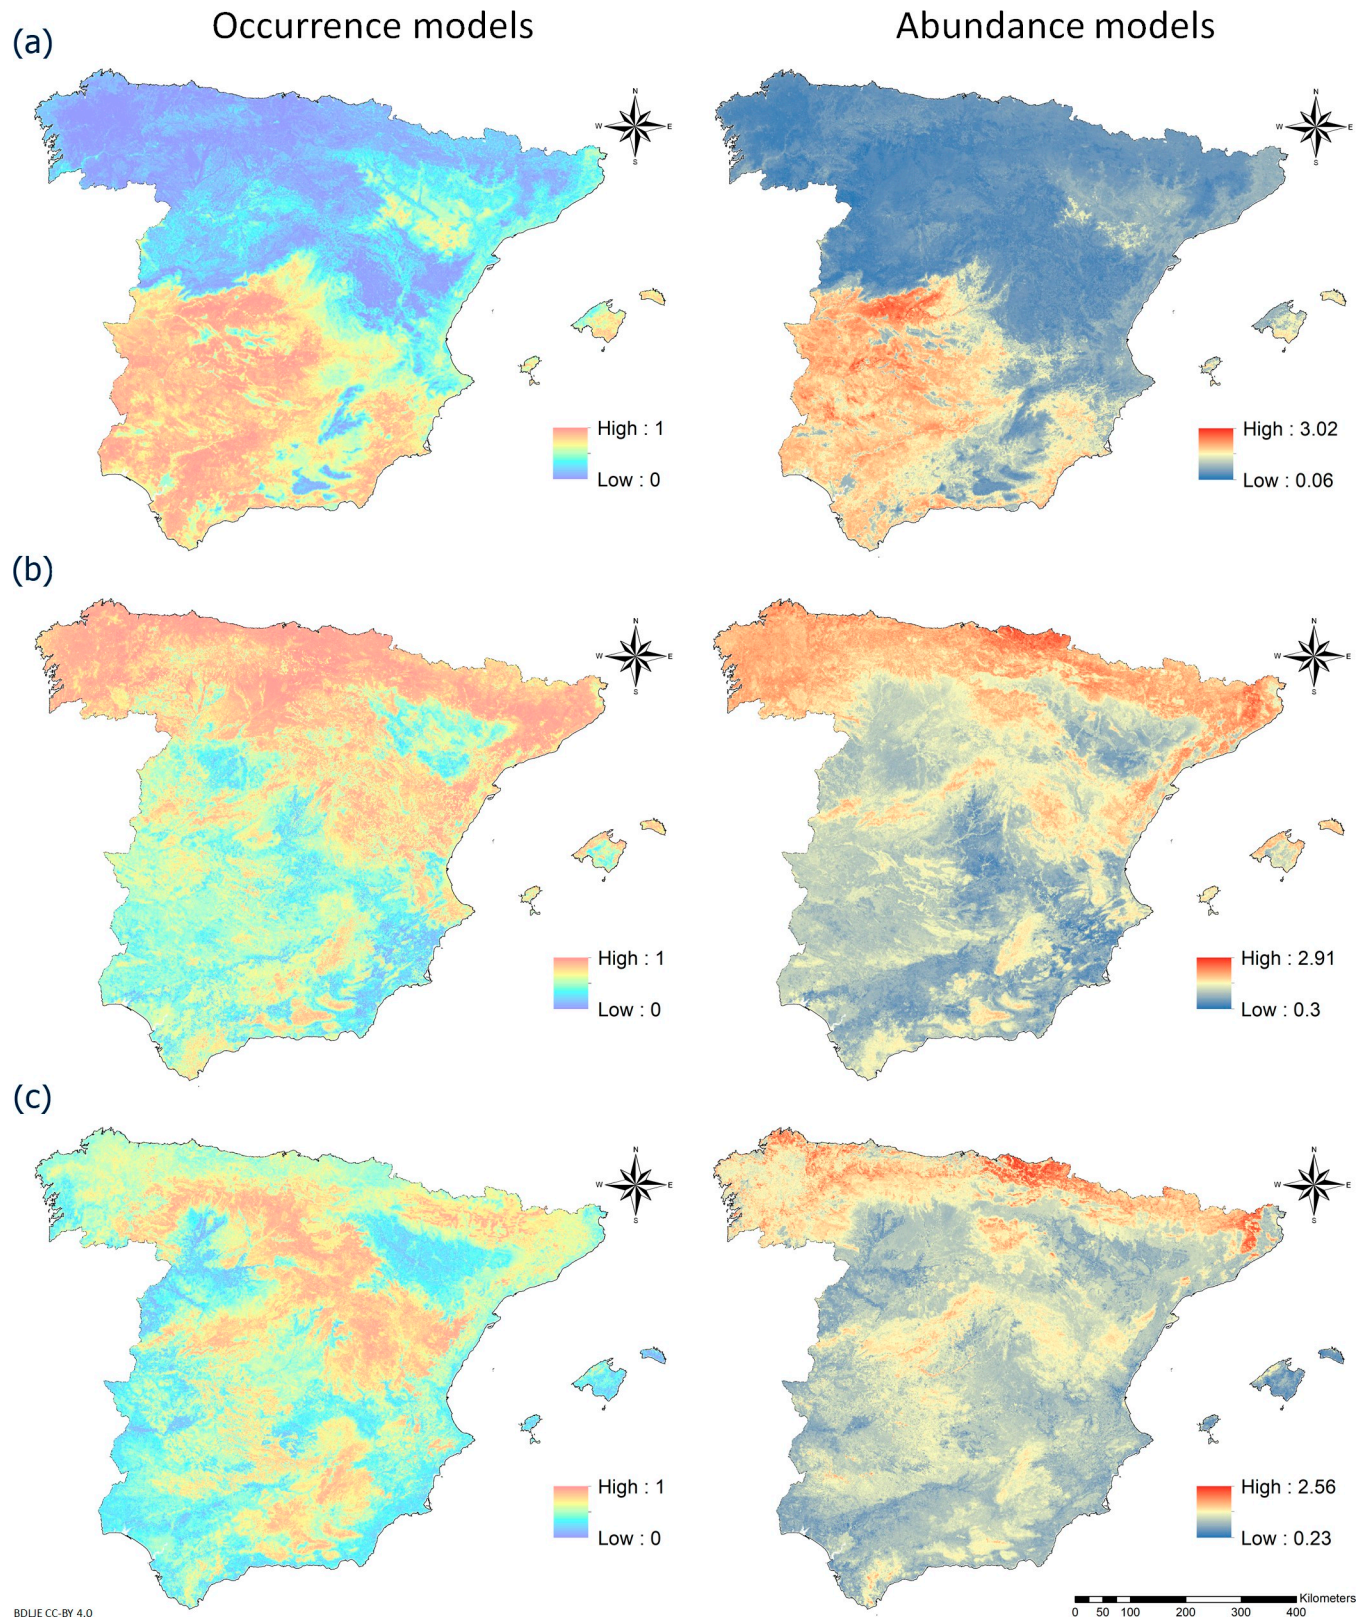 Occurrence models Abundance models
(a)
N
W E
S
N
W E
S
High : 1
Low : 0
High : 3.02
Low : 0.06
(b)
N
W E
S
N
W E
S
High : 1
Low : 0
High : 2.91
Low : 0.3
(c)
N
W E
S
N
W E
S
High : 1
Low : 0
High : 2.56
Low : 0.23
Kilometers
0 50 100 200 300 400
BDLJE CC-BY 4.0